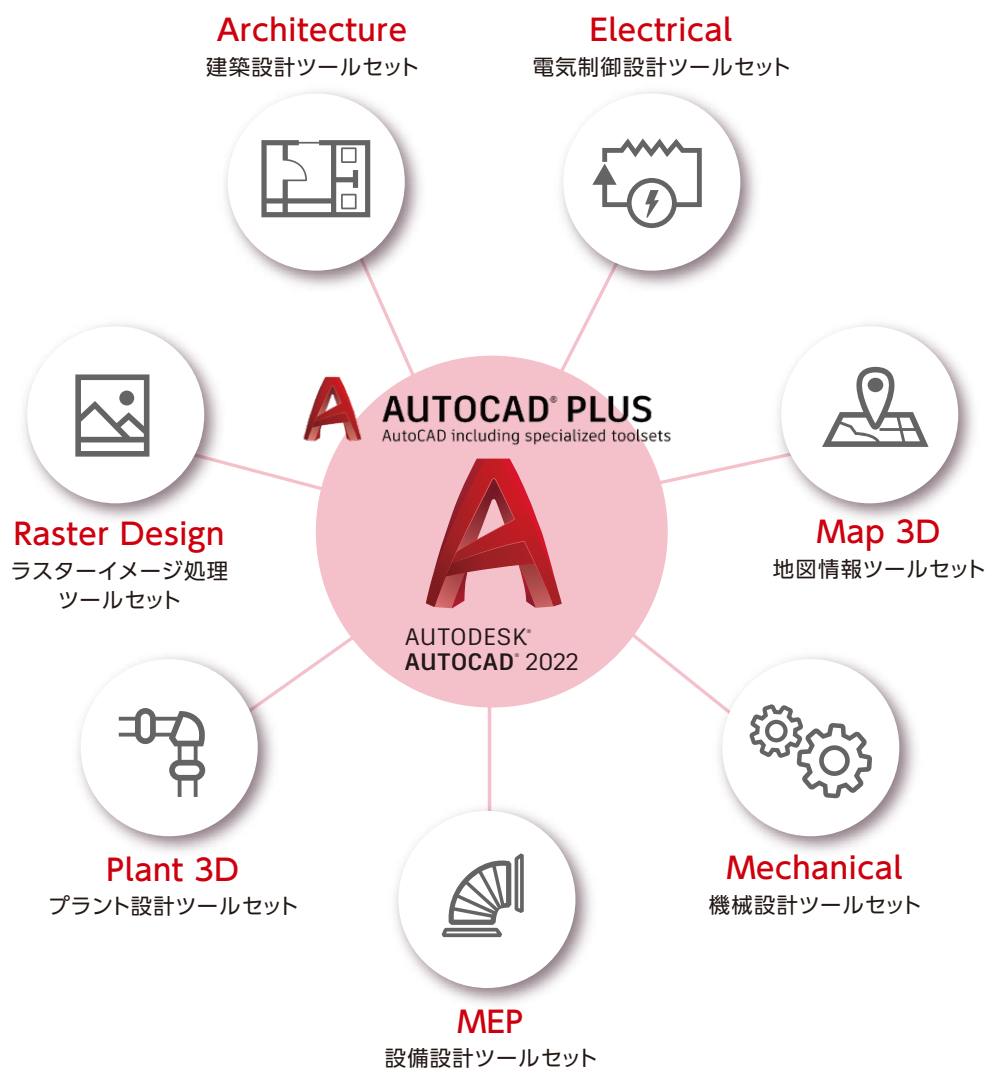 Architecture
建築設計ツールセット
Electrical
電気制御設計ツールセット
AUTOCAD® PLUS
AutoCAD including specialized toolsets
Raster Design
ラスターイメージ処理
ツールセット
Map 3D
地図情報ツールセット
AUTODESK®
AUTOCAD® 2022
Plant 3D
プラント設計ツールセット
Mechanical
機械設計ツールセット
MEP
設備設計ツールセット